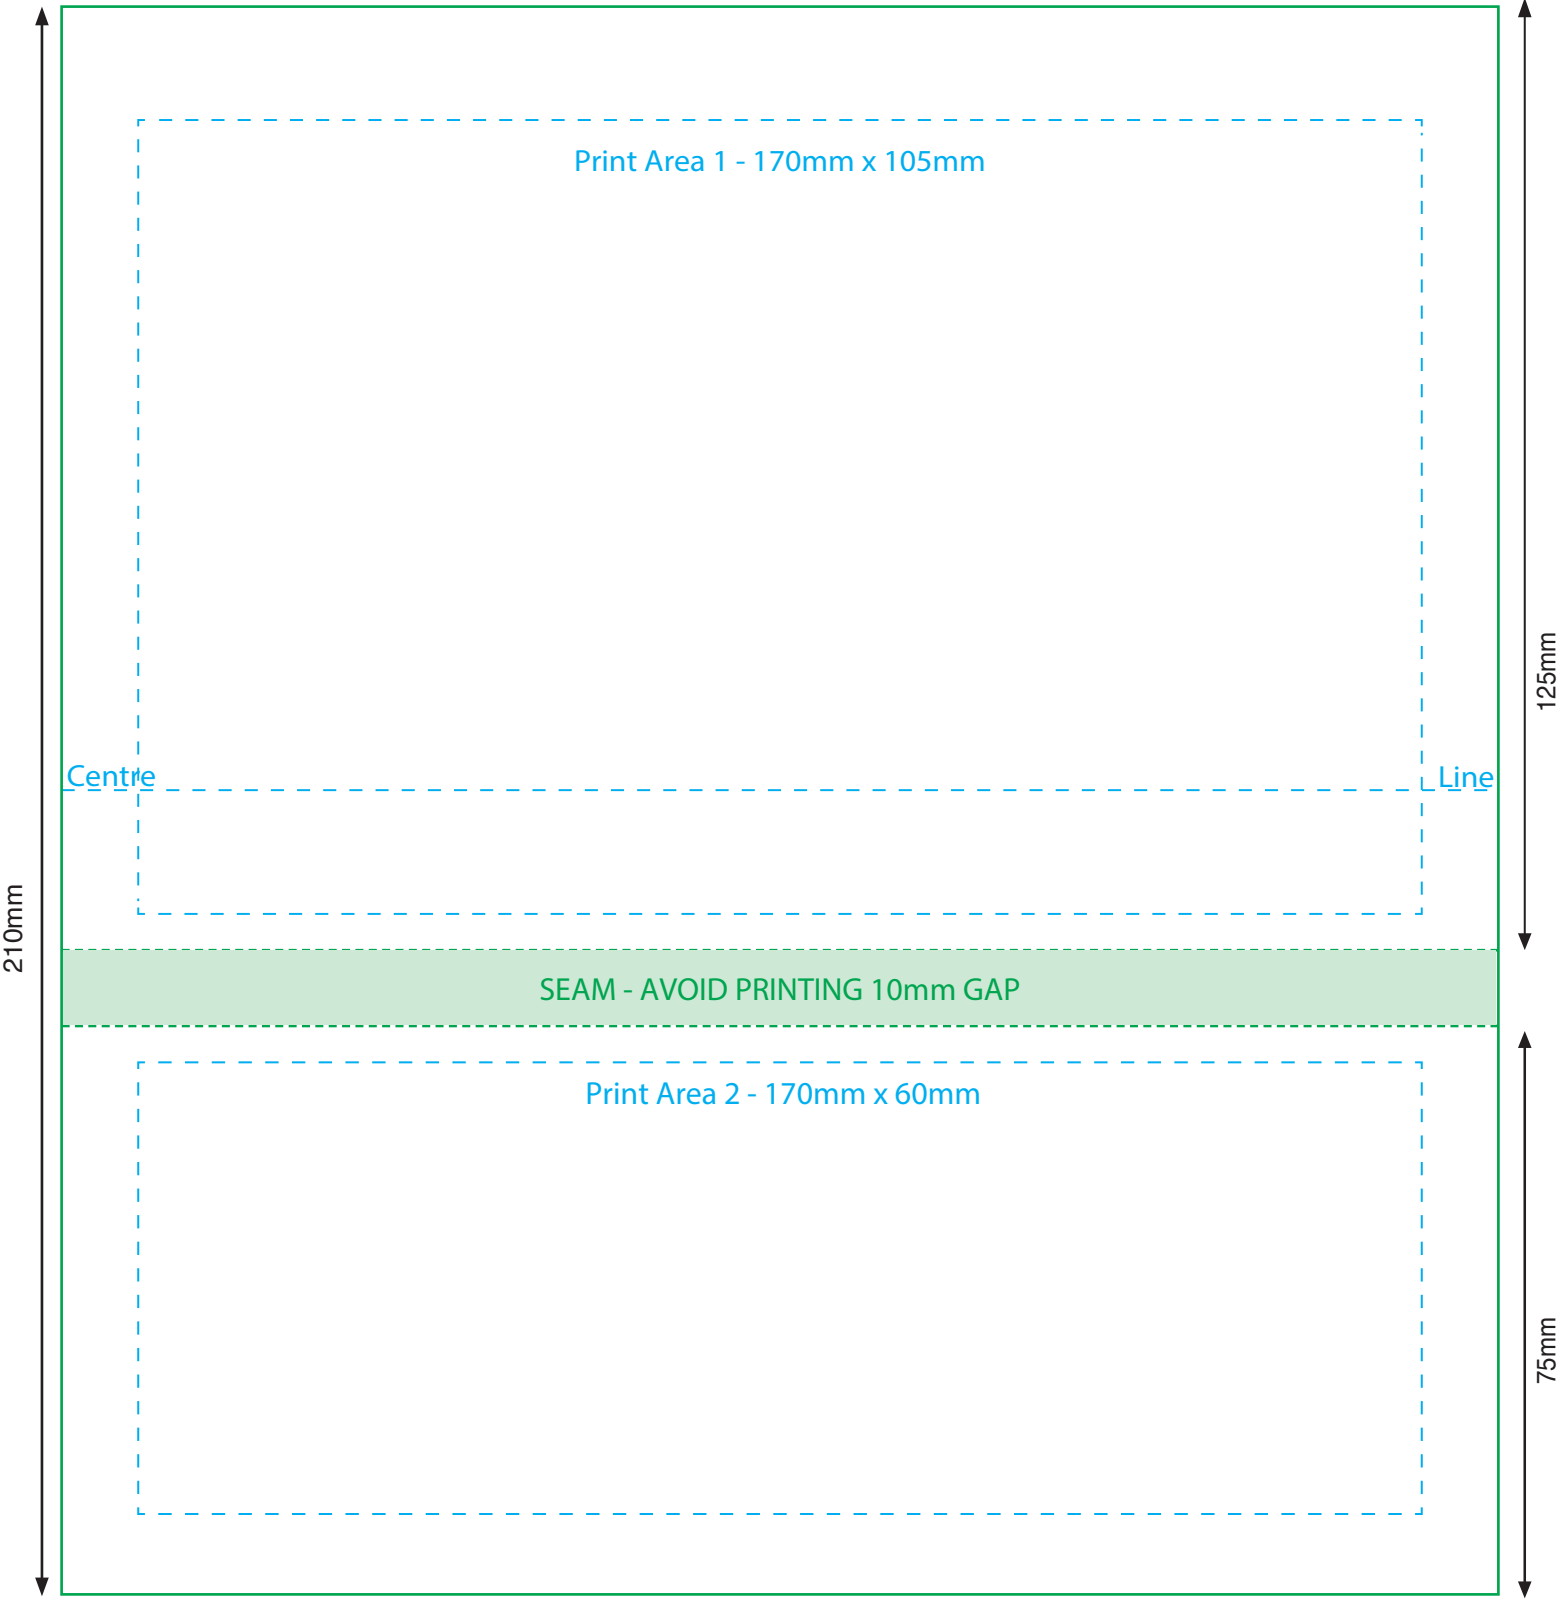 Print Area 1 - 170mm x 105mm
125mm
Centre
Line
210mm
SEAM - AVOID PRINTING 10mm GAP
Print Area 2 - 170mm x 60mm
75mm